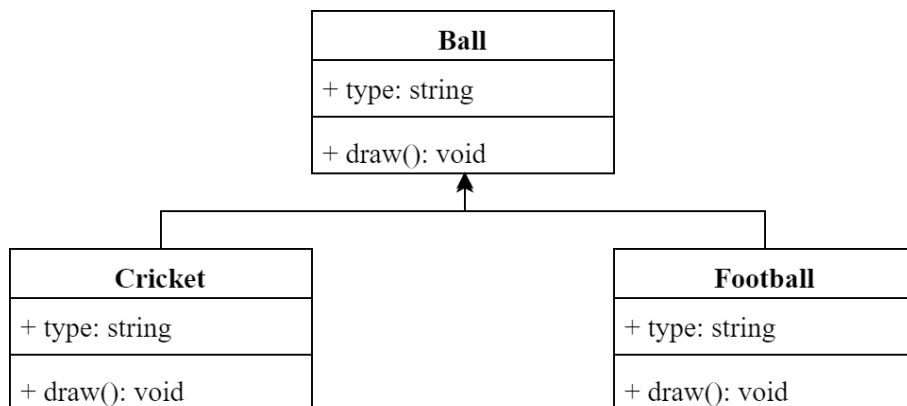 Ball
+ type: string
+ draw(): void
Cricket
+ type: string
+ draw(): void
Football
+ type: string
+ draw(): void